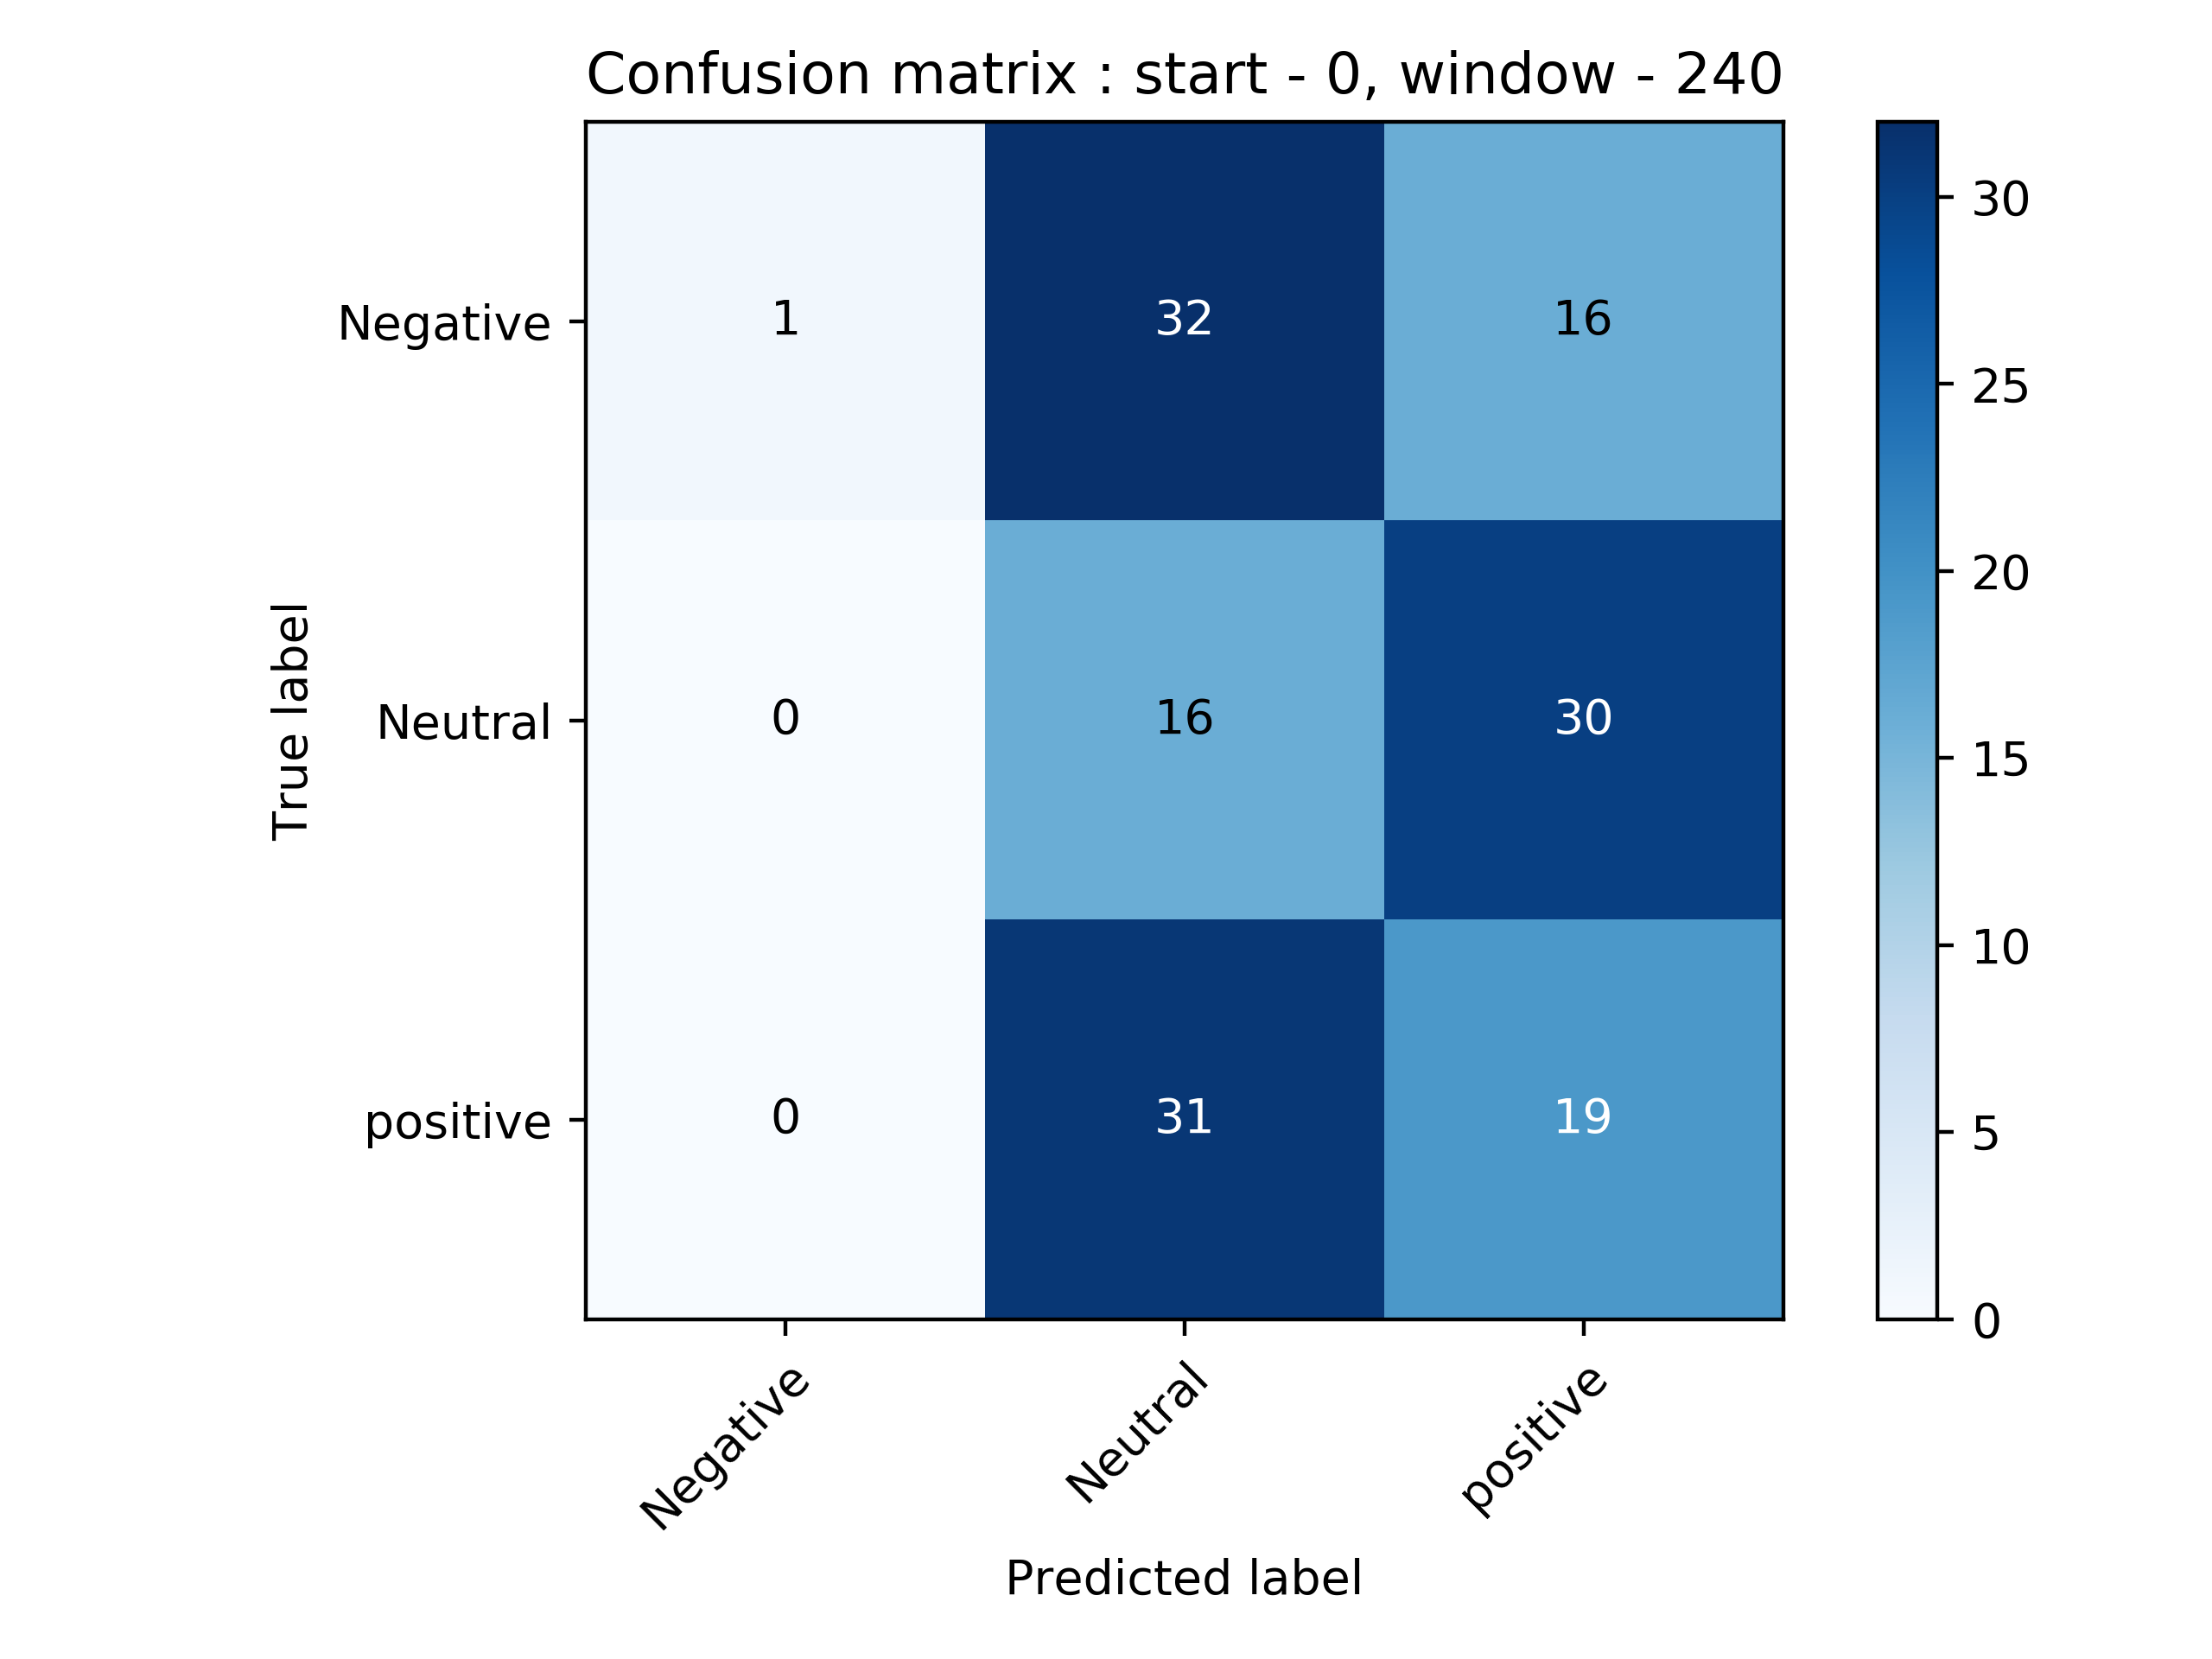 Confusion matrix : start - 0, window - 240
True label
Negative
1
32
16
Neutral
0
16
30
positive
0
31
19
Negative
Neutral
positive
Predicted label
30
25
20
15
10
5
0